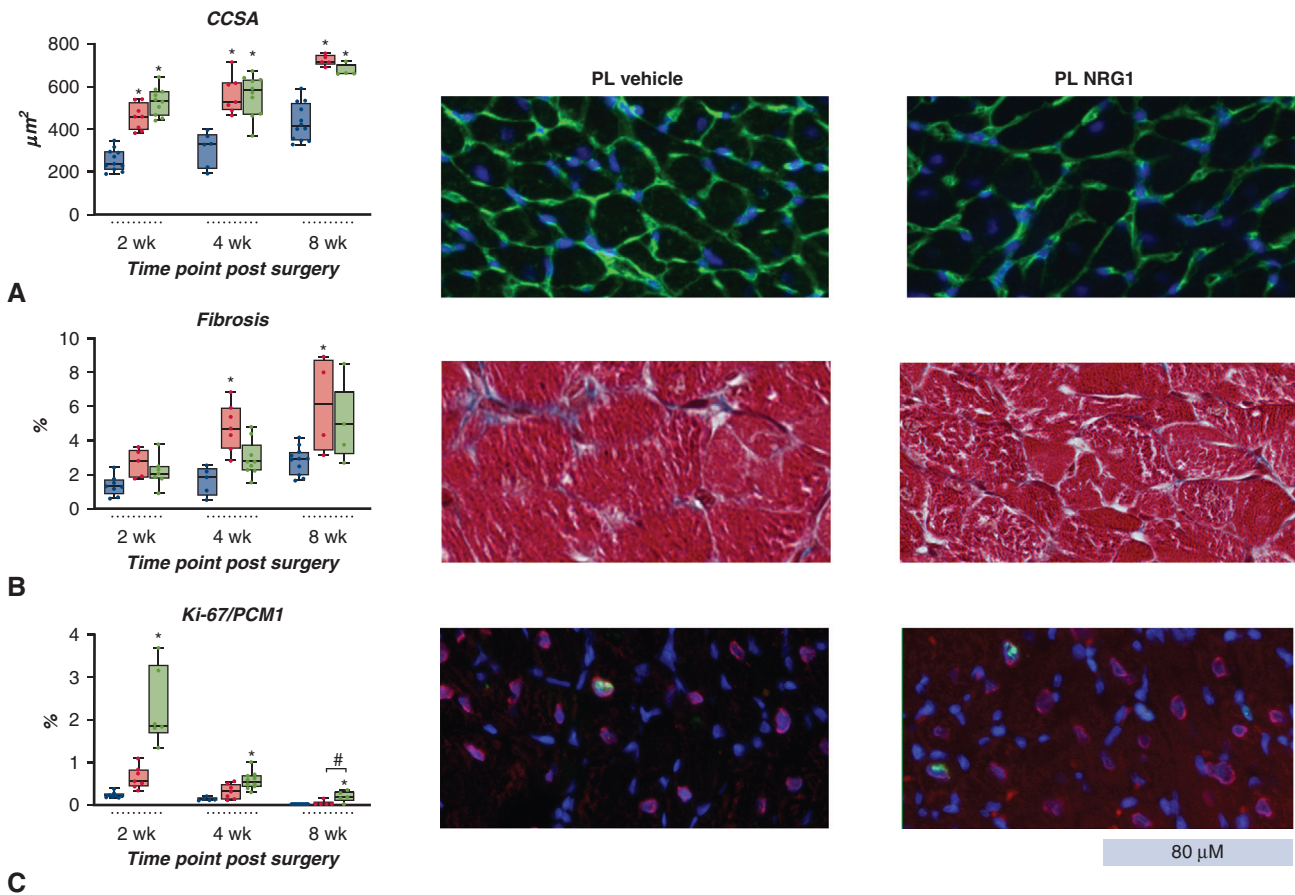 CCSA
PL vehicle
PL NRG1
800
600
400
200
0
μm²
* * * * * *
2 wk 4 wk 8 wk
Time point post surgery
A
Fibrosis
10
8
6
4
2
0
%
* *
2 wk 4 wk 8 wk
Time point post surgery
B
Ki-67/PCM1
4
3
2
1
0
%
* * # *
2 wk 4 wk 8 wk
Time point post surgery
80 μM
C